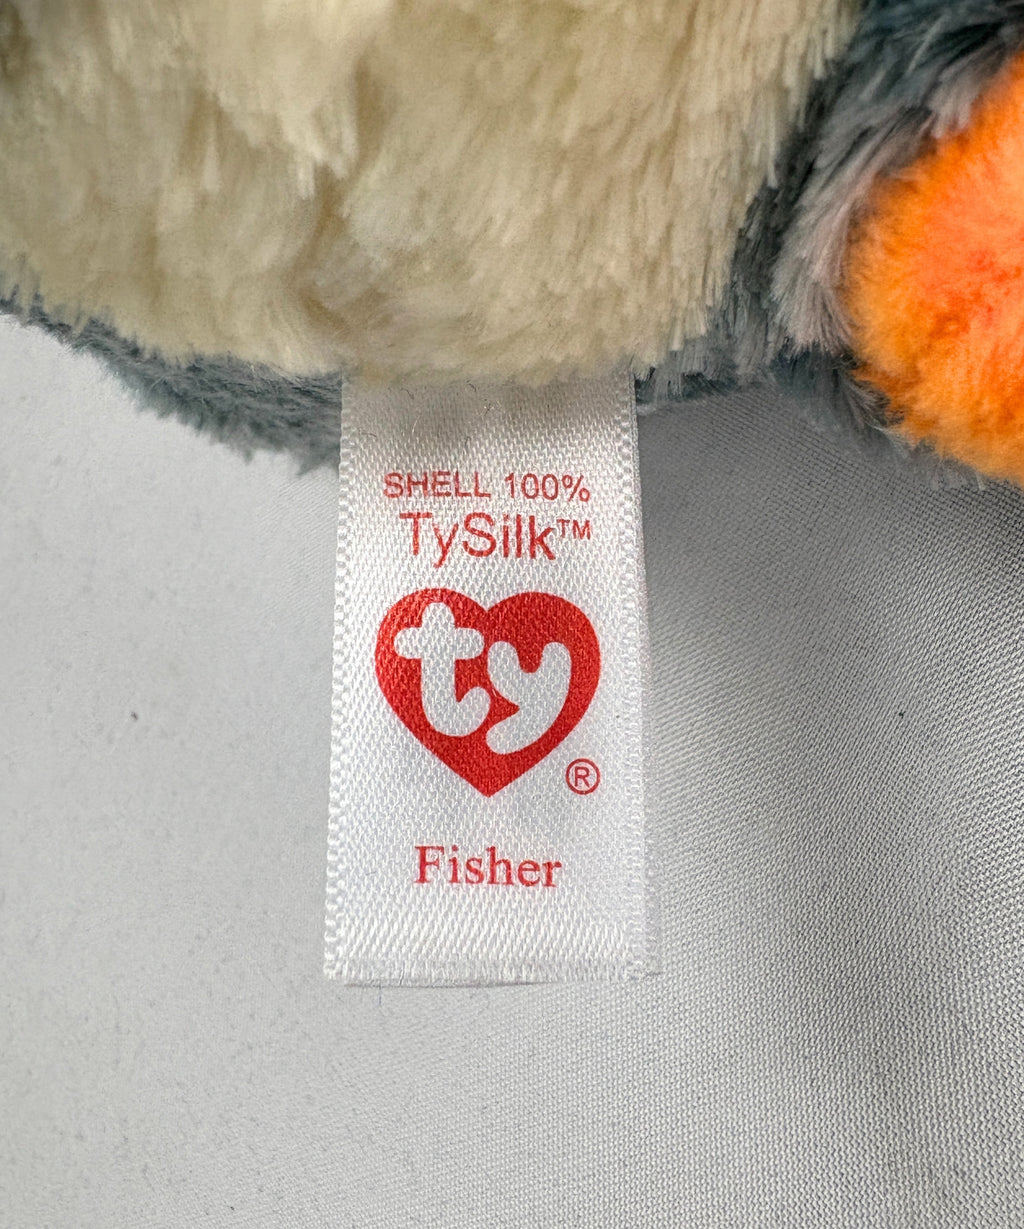 SHELL 100%
TySilk™
ty
®
Fisher